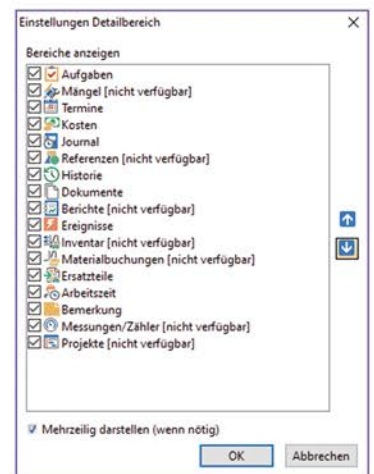 Einstellungen Detailbereich
Bereiche anzeigen
Aufgaben
Mängel [nicht verfügbar]
Termine
Kosten
Journal
Referenzen [nicht verfügbar]
Historie
Dokumente
Berichte [nicht verfügbar]
Ereignisse
Inventar [nicht verfügbar]
Materialbuchungen [nicht verfügbar]
Ersatzteile
Arbeitszeit
Bemerkung
Messungen/Zähler [nicht verfügbar]
Projekte [nicht verfügbar]
Mehrzeilig darstellen (wenn nötig)
OK Abbrechen